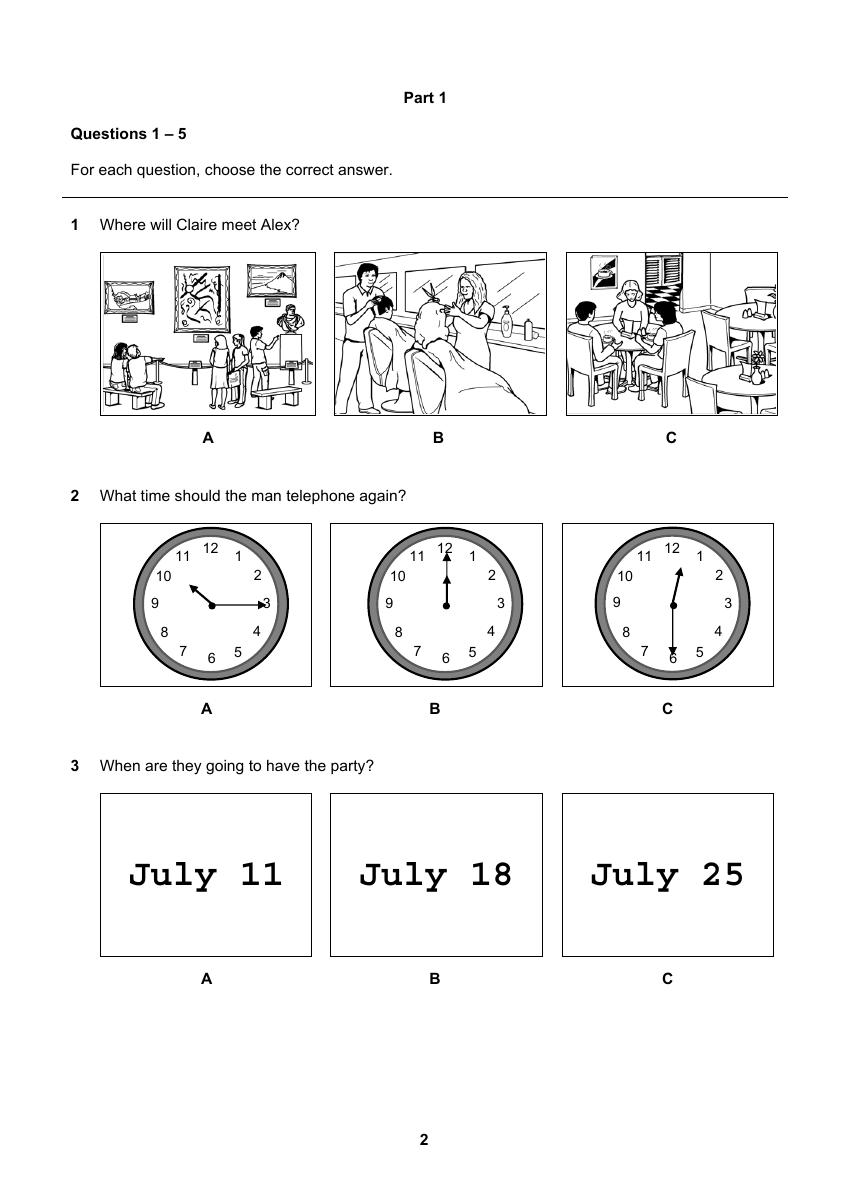 Part 1
Questions 1 – 5
For each question, choose the correct answer.
1 Where will Claire meet Alex?
A B C
2 What time should the man telephone again?
12 1 2 3 4 5 6 7 8 9 10 11
12 1 2 3 4 5 6 7 8 9 10 11
12 1 2 3 4 5 6 7 8 9 10 11
A B C
3 When are they going to have the party?
July 11 July 18 July 25
A B C
2